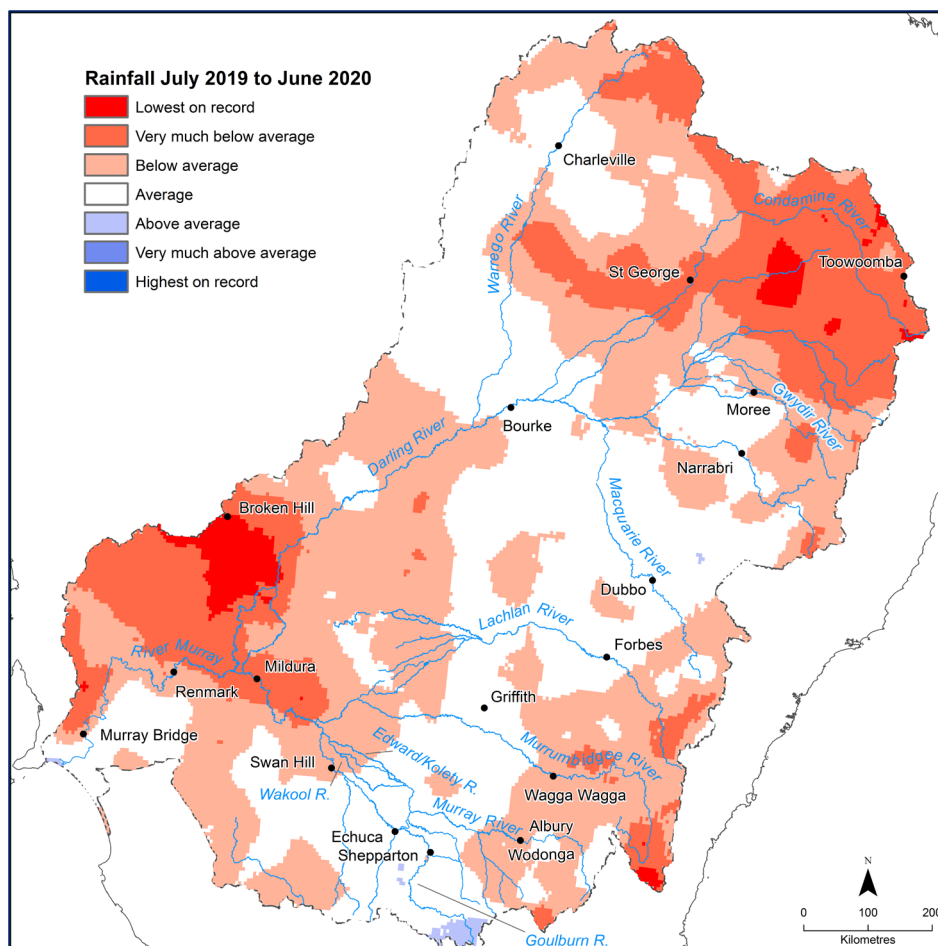 Rainfall July 2019 to June 2020
Lowest on record
Very much below average
Below average
Average
Above average
Very much above average
Highest on record
Charleville
Warrego River
Condamine River
St George
Toowoomba
Moree
Gwydir River
Bourke
Darling River
Narrabri
Broken Hill
Macquarie River
Dubbo
Lachlan River
Forbes
River Murray
Mildura
Renmark
Griffith
Murray Bridge
Edward/Kolety R.
Murrumbidgee River
Swan Hill
Wakool R.
Wagga Wagga
Murray River
Albury
Echuca
Shepparton
Wodonga
Goulburn R.
N
0 100 200
Kilometres